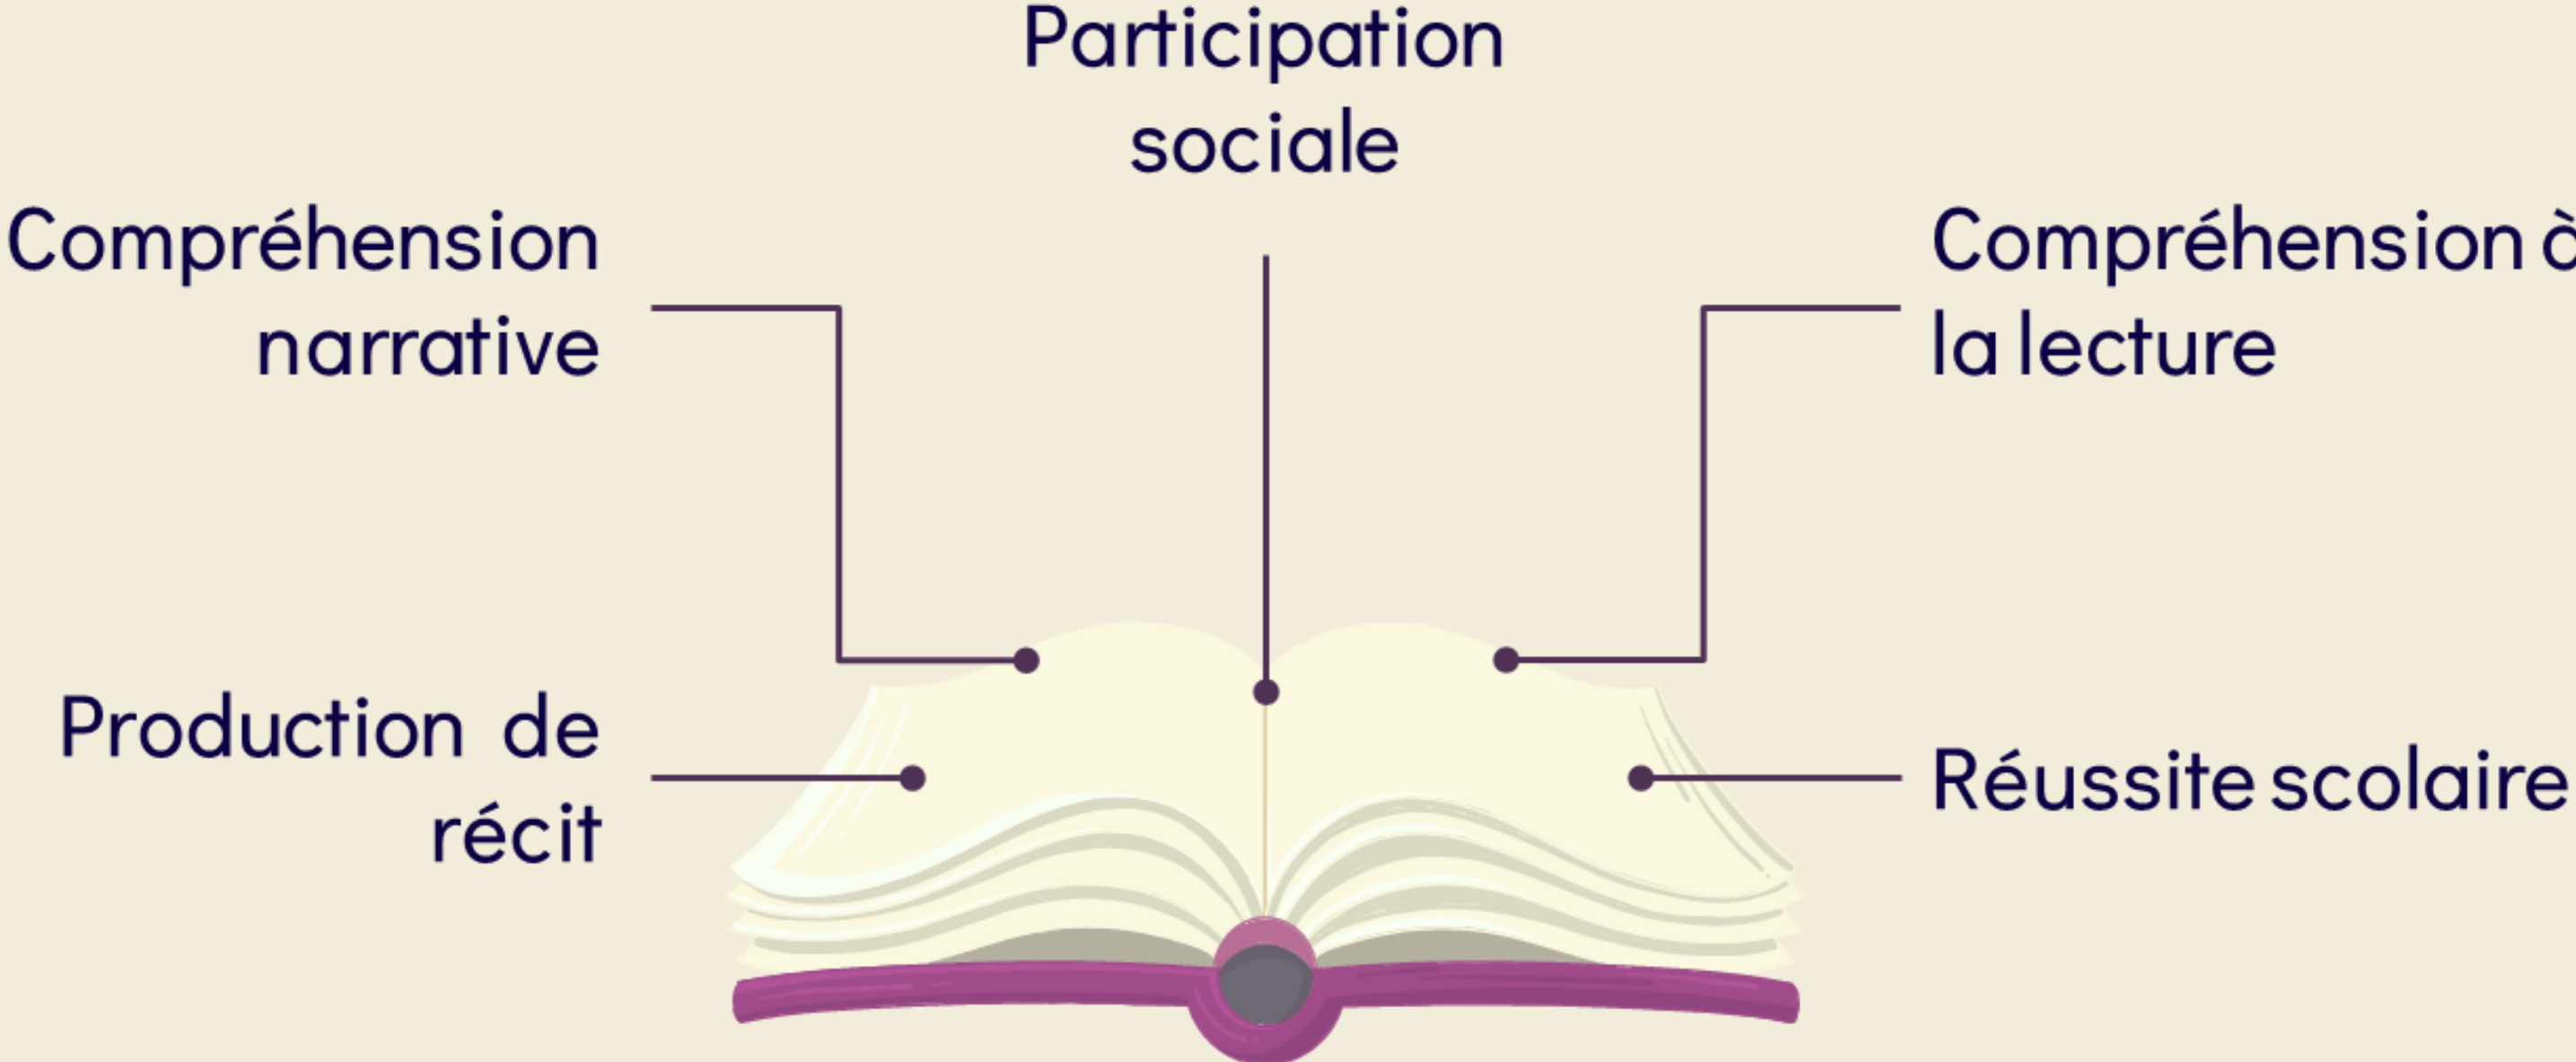 Participation
sociale
Compréhension
narrative
Compréhension à
la lecture
Production de
récit
Réussite scolaire